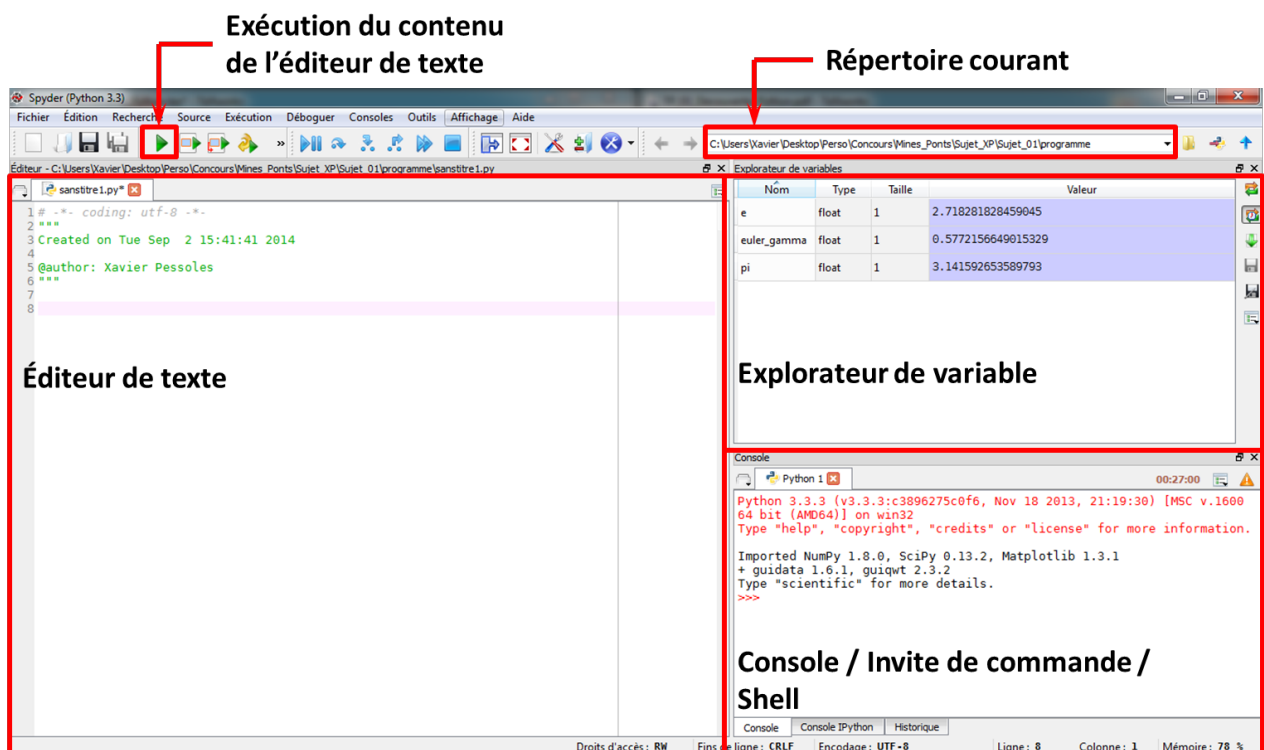 Exécution du contenu
de l'éditeur de texte
Répertoire courant
Spyder (Python 3.3)
Fichier Édition Recherche Source Exécution Déboguer Consoles Outils Affichage Aide
C:\Users\Xavier\Desktop\Perso\Concours\Mines_Ponts\Sujet_XP\Sujet_01\programme
Éditeur - C:\Users\Xavier\Desktop\Perso\Concours\Mines_Ponts\Sujet_XP\Sujet_01\programme\sanstitre1.py
sanstitre1.py*
1 # -*- coding: utf-8 -*-
2 """
3 Created on Tue Sep  2 15:41:41 2014
4
5 @author: Xavier Pessoles
6 """
7
8
Éditeur de texte
Explorateur de variables
Nom Type Taille Valeur
e float 1 2.718281828459045
euler_gamma float 1 0.5772156649015329
pi float 1 3.141592653589793
Explorateur de variable
Console
Python 1 00:27:00
Python 3.3.3 (v3.3.3:c3896275c0f6, Nov 18 2013, 21:19:30) [MSC v.1600
64 bit (AMD64)] on win32
Type "help", "copyright", "credits" or "license" for more information.
Imported NumPy 1.8.0, SciPy 0.13.2, Matplotlib 1.3.1
+ guidata 1.6.1, guiqwt 2.3.2
Type "scientific" for more details.
>>>
Console / Invite de commande /
Shell
Console Console IPython Historique
Droits d'accès : RW Fins de ligne : CRLF Encodage : UTF-8 Ligne : 8 Colonne : 1 Mémoire : 78 %